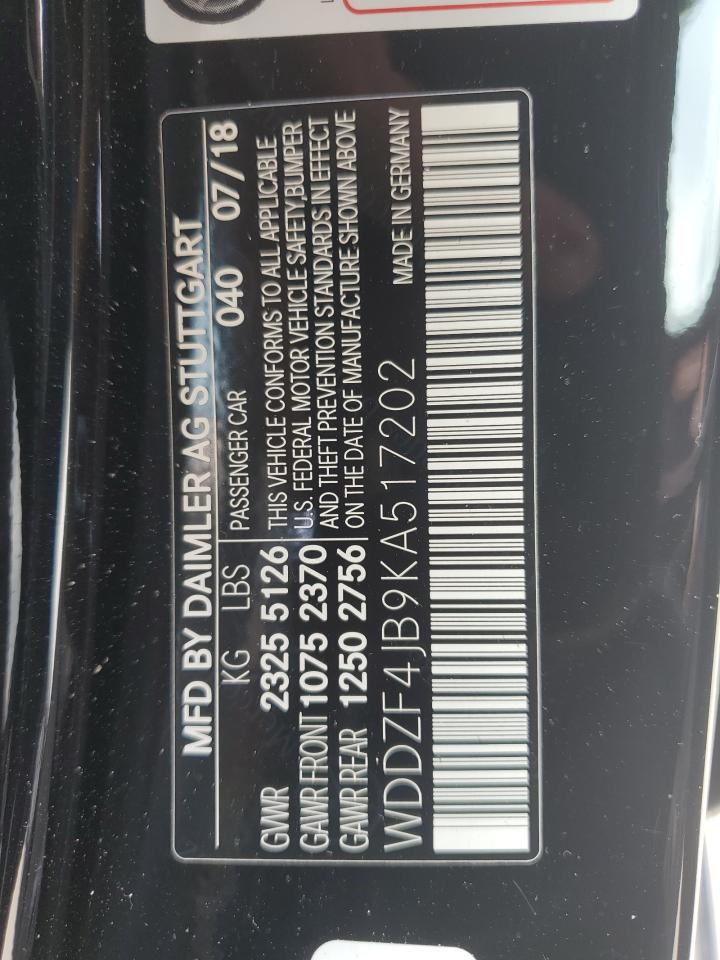 MFD BY DAIMLER AG STUTTGART
KG LBS PASSENGER CAR 040 07/18
GVWR 2325 5126 THIS VEHICLE CONFORMS TO ALL APPLICABLE
GAWR FRONT 1075 2370 U.S. FEDERAL MOTOR VEHICLE SAFETY,BUMPER
AND THEFT PREVENTION STANDARDS IN EFFECT
GAWR REAR 1250 2756 ON THE DATE OF MANUFACTURE SHOWN ABOVE
WDDZF4JB9KA517202 MADE IN GERMANY